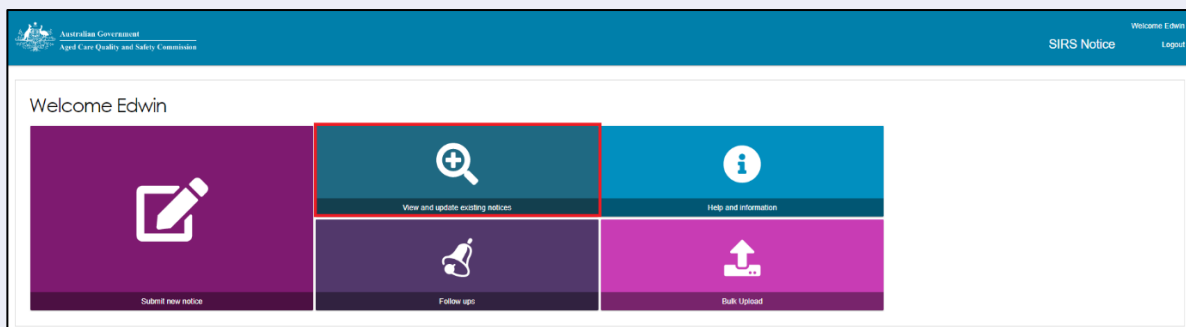 Australian Government
Aged Care Quality and Safety Commission
Welcome Edwin
SIRS Notice
Logout
Welcome Edwin
View and update existing notices
Help and information
Submit new notice
Follow ups
Bulk Upload